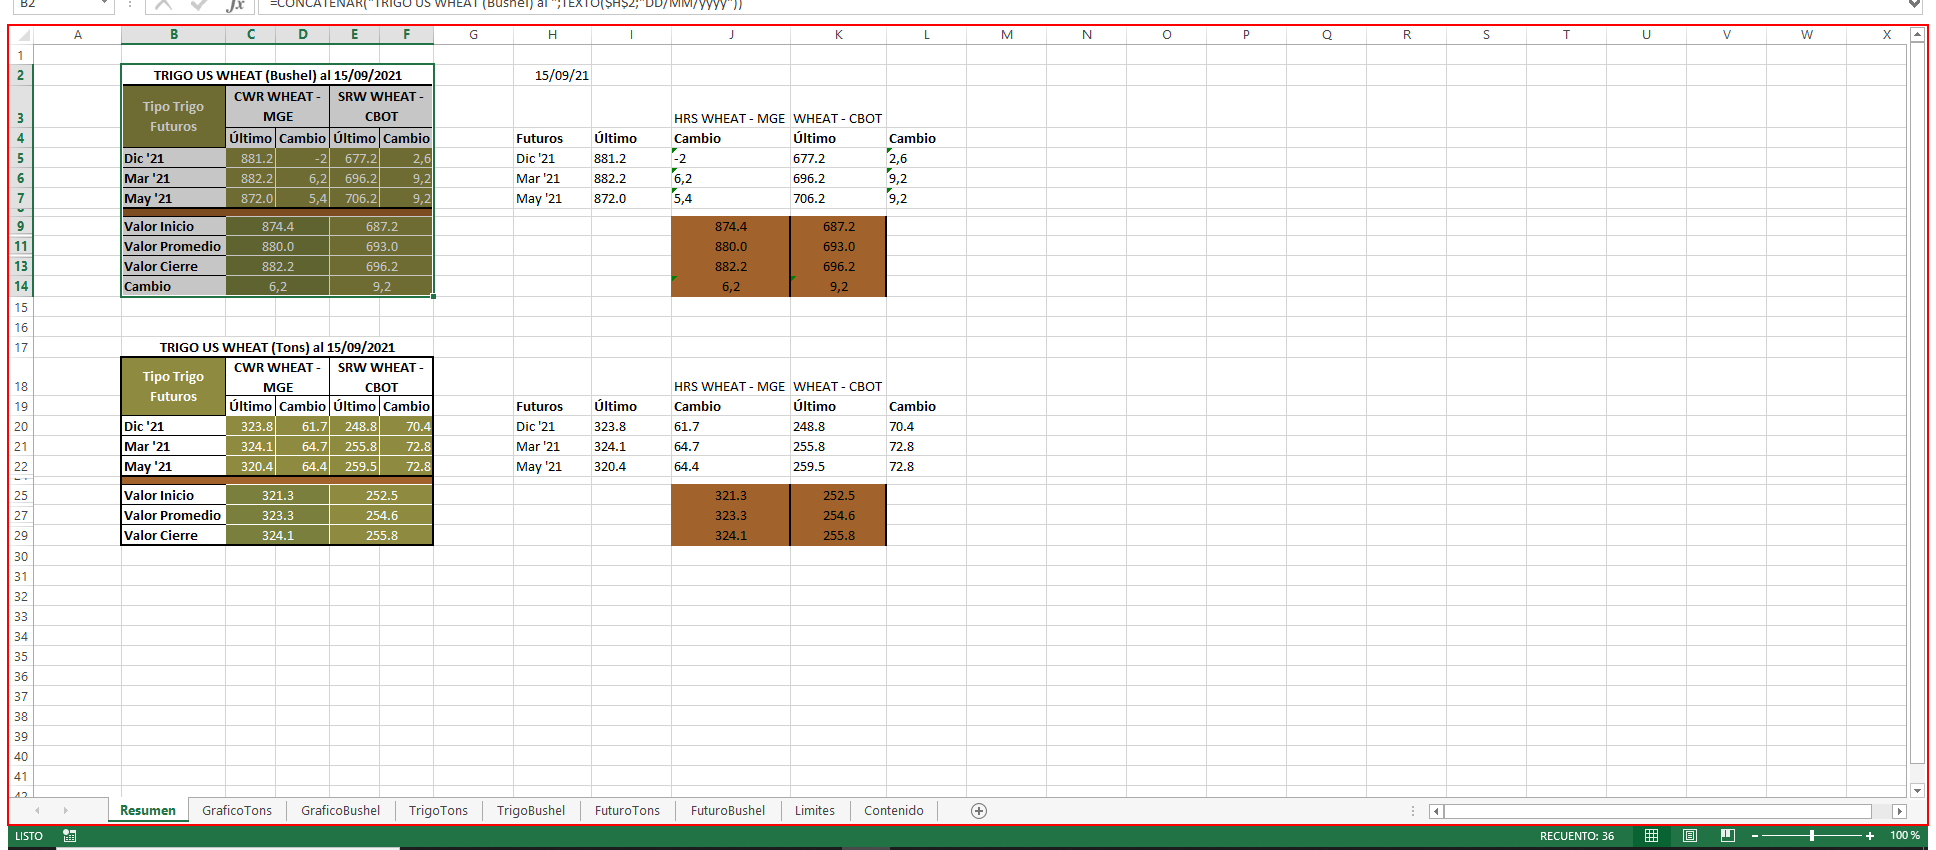 B2 fx =CONCATENAR("TRIGO US WHEAT (Bushel) al ";TEXTO($H$2;"DD/MM/yyyy"))
A B C D E F G H I J K L M N O P Q R S T U V W X
1
2 TRIGO US WHEAT (Bushel) al 15/09/2021 15/09/21
Tipo Trigo Futuros CWR WHEAT - MGE SRW WHEAT - CBOT
3 HRS WHEAT - MGE WHEAT - CBOT
4 Último Cambio Último Cambio Futuros Último Cambio Último Cambio
5 Dic '21 881.2 -2 677.2 2,6 Dic '21 881.2 -2 677.2 2,6
6 Mar '21 882.2 6,2 696.2 9,2 Mar '21 882.2 6,2 696.2 9,2
7 May '21 872.0 5,4 706.2 9,2 May '21 872.0 5,4 706.2 9,2
9 Valor Inicio 874.4 687.2 874.4 687.2
11 Valor Promedio 880.0 693.0 880.0 693.0
13 Valor Cierre 882.2 696.2 882.2 696.2
14 Cambio 6,2 9,2 6,2 9,2
15
16
17 TRIGO US WHEAT (Tons) al 15/09/2021
Tipo Trigo Futuros CWR WHEAT - MGE SRW WHEAT - CBOT
18 HRS WHEAT - MGE WHEAT - CBOT
19 Último Cambio Último Cambio Futuros Último Cambio Último Cambio
20 Dic '21 323.8 61.7 248.8 70.4 Dic '21 323.8 61.7 248.8 70.4
21 Mar '21 324.1 64.7 255.8 72.8 Mar '21 324.1 64.7 255.8 72.8
22 May '21 320.4 64.4 259.5 72.8 May '21 320.4 64.4 259.5 72.8
25 Valor Inicio 321.3 252.5 321.3 252.5
27 Valor Promedio 323.3 254.6 323.3 254.6
29 Valor Cierre 324.1 255.8 324.1 255.8
30
31
32
33
34
35
36
37
38
39
40
41
42
Resumen GraficoTons GraficoBushel TrigoTons TrigoBushel FuturoTons FuturoBushel Limites Contenido
LISTO RECUENTO: 36 100 %